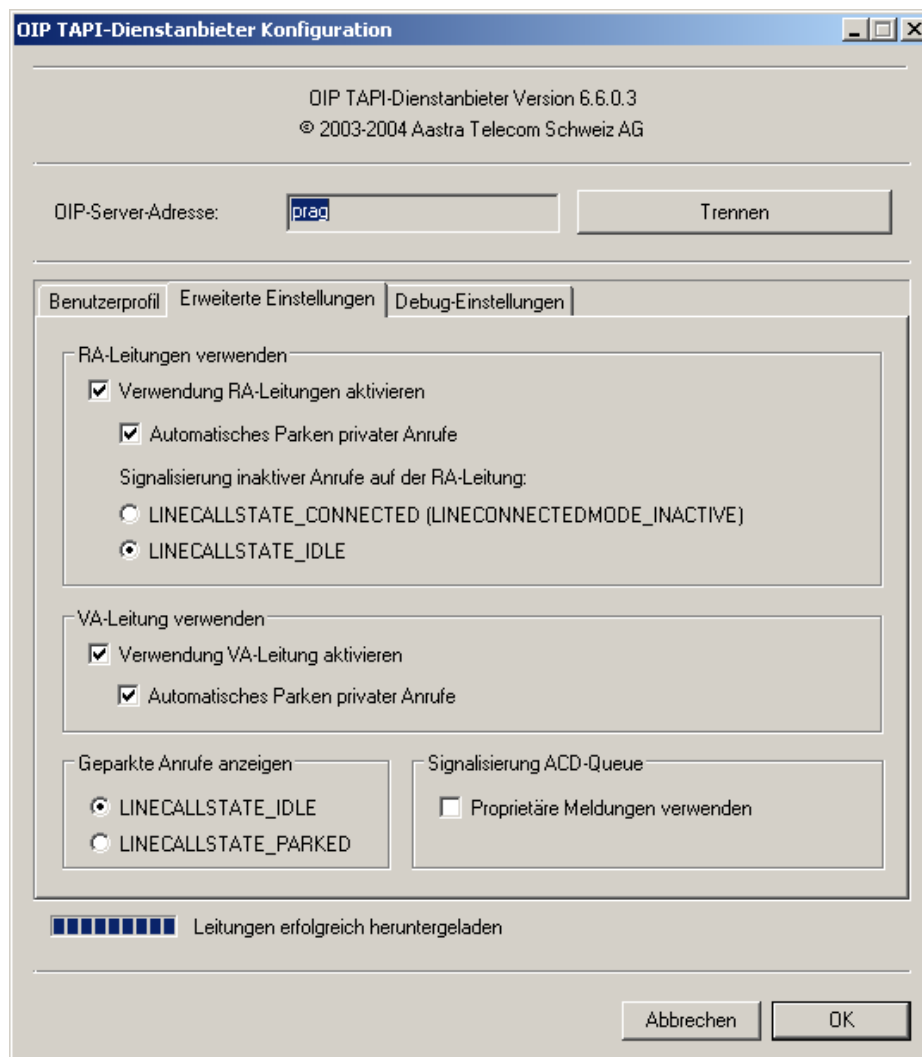 OIP TAPI-Dienstanbieter Konfiguration
OIP TAPI-Dienstanbieter Version 6.6.0.3
© 2003-2004 Aastra Telecom Schweiz AG
OIP-Server-Adresse: prag Trennen
Benutzerprofil Erweiterte Einstellungen Debug-Einstellungen
RA-Leitungen verwenden
Verwendung RA-Leitungen aktivieren
Automatisches Parken privater Anrufe
Signalisierung inaktiver Anrufe auf der RA-Leitung:
LINECALLSTATE_CONNECTED (LINECONNECTEDMODE_INACTIVE)
LINECALLSTATE_IDLE
VA-Leitung verwenden
Verwendung VA-Leitung aktivieren
Automatisches Parken privater Anrufe
Geparkte Anrufe anzeigen
LINECALLSTATE_IDLE
LINECALLSTATE_PARKED
Signalisierung ACD-Queue
Proprietäre Meldungen verwenden
Leitungen erfolgreich heruntergeladen
Abbrechen OK